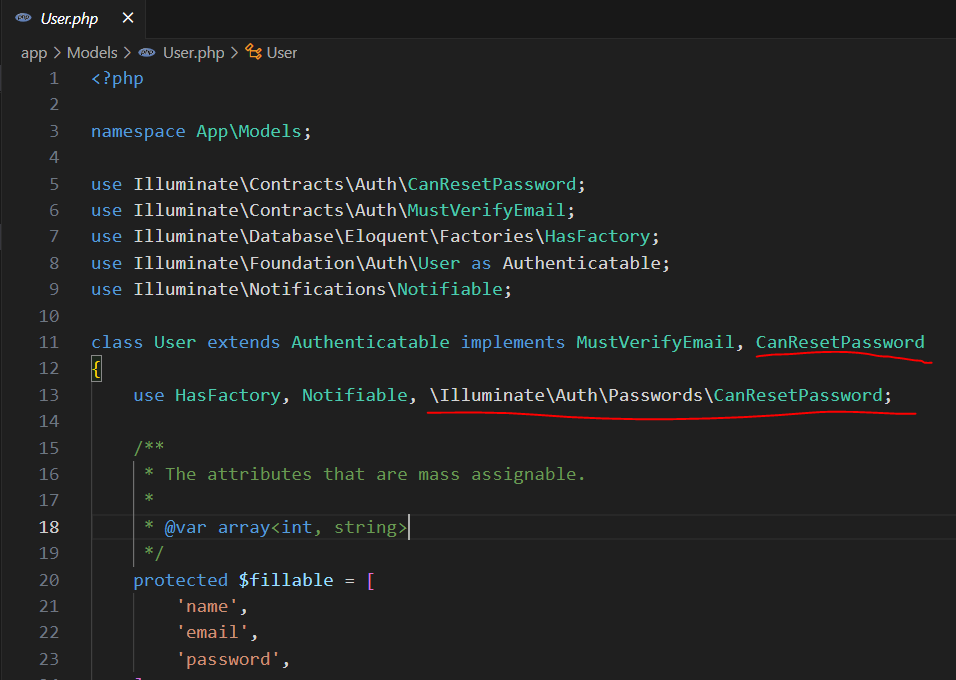 User.php ×
app > Models > User.php > User
1 <?php
2
3 namespace App\Models;
4
5 use Illuminate\Contracts\Auth\CanResetPassword;
6 use Illuminate\Contracts\Auth\MustVerifyEmail;
7 use Illuminate\Database\Eloquent\Factories\HasFactory;
8 use Illuminate\Foundation\Auth\User as Authenticatable;
9 use Illuminate\Notifications\Notifiable;
10
11 class User extends Authenticatable implements MustVerifyEmail, CanResetPassword
12 {
13     use HasFactory, Notifiable, \Illuminate\Auth\Passwords\CanResetPassword;
14
15     /**
16      * The attributes that are mass assignable.
17      *
18      * @var array<int, string>
19      */
20     protected $fillable = [
21         'name',
22         'email',
23         'password',